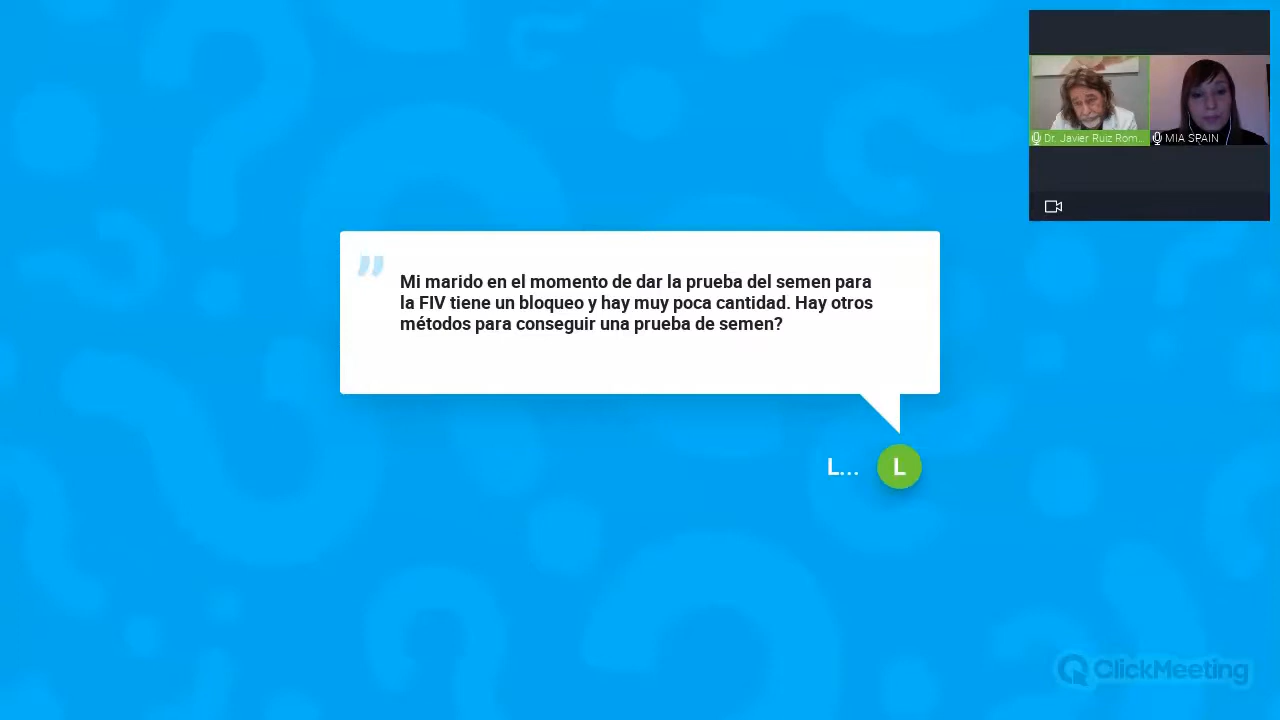 Dr. Javier Ruiz Rom...
MIA SPAIN
Mi marido en el momento de dar la prueba del semen para
la FIV tiene un bloqueo y hay muy poca cantidad. Hay otros
métodos para conseguir una prueba de semen?
L...
L
ClickMeeting